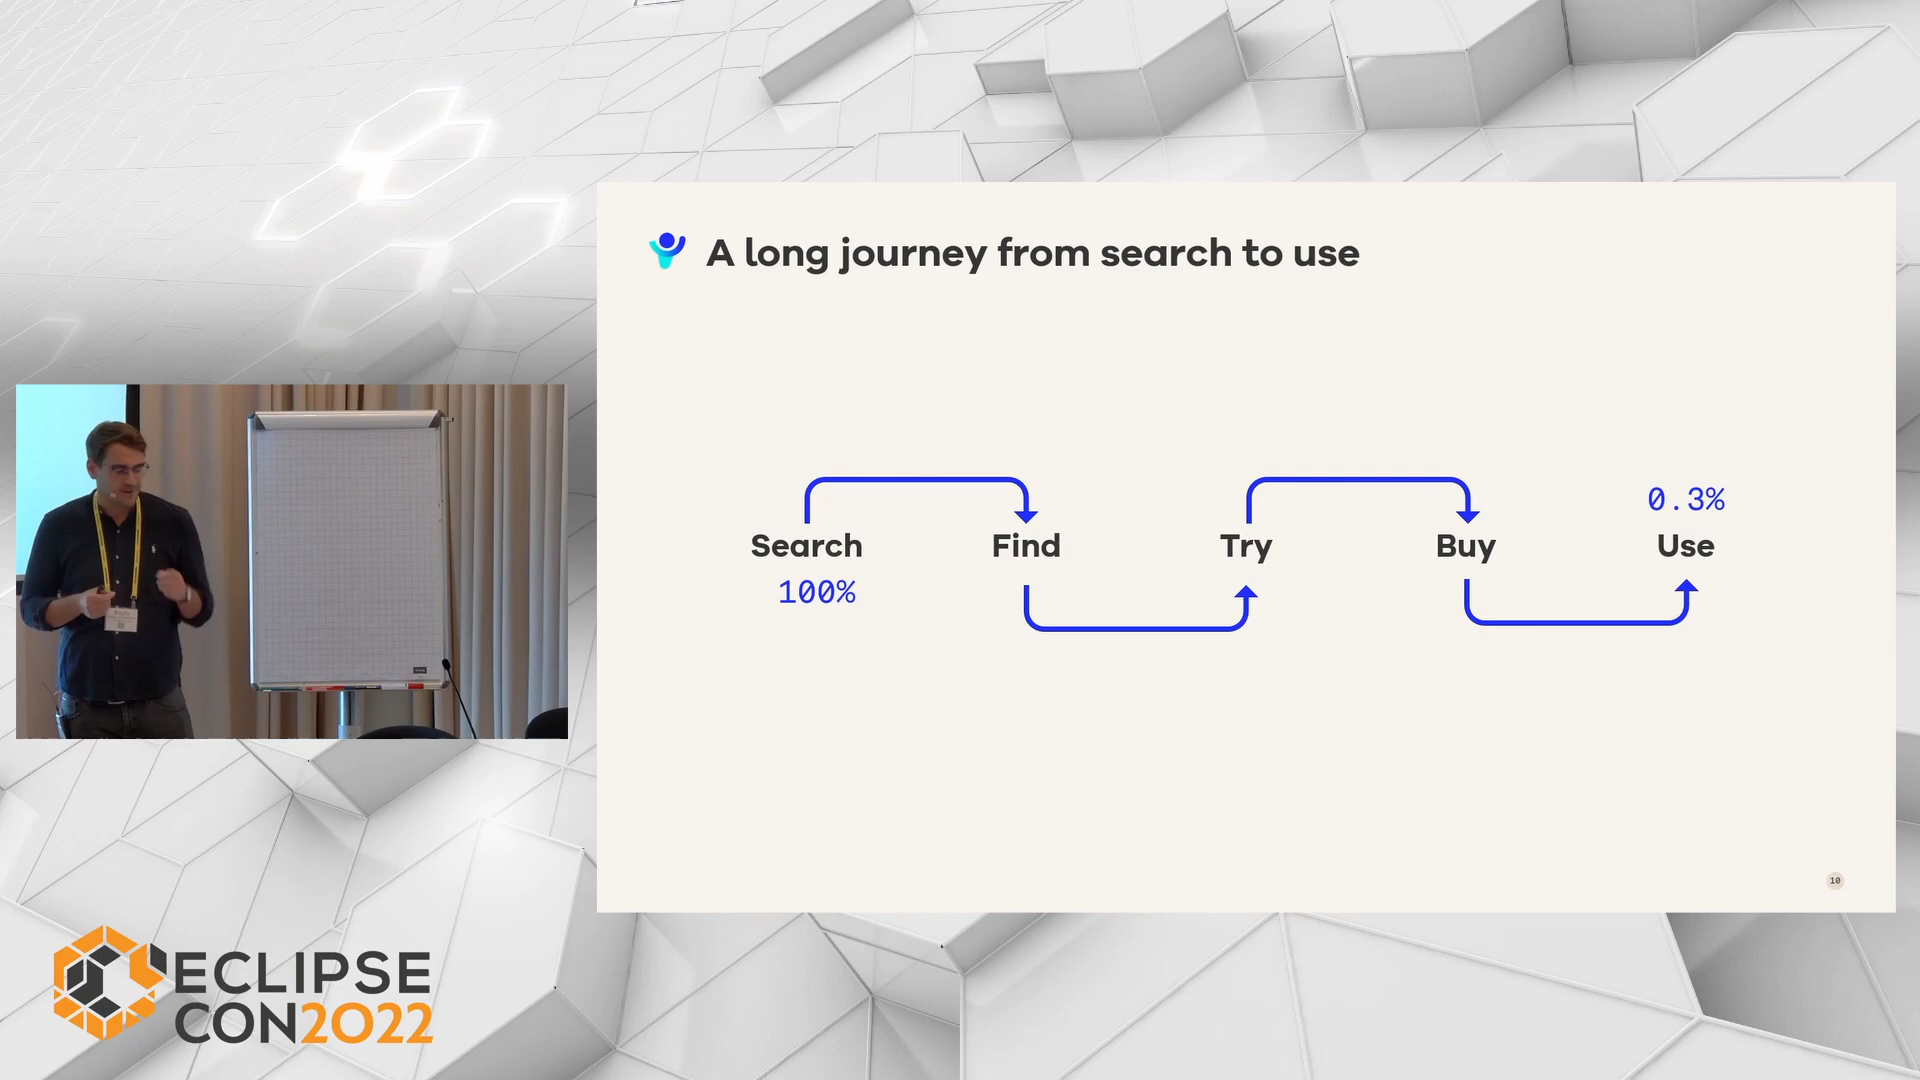 A long journey from search to use
0.3%
Search Find Try Buy Use
100%
10
ECLIPSE
CON2022